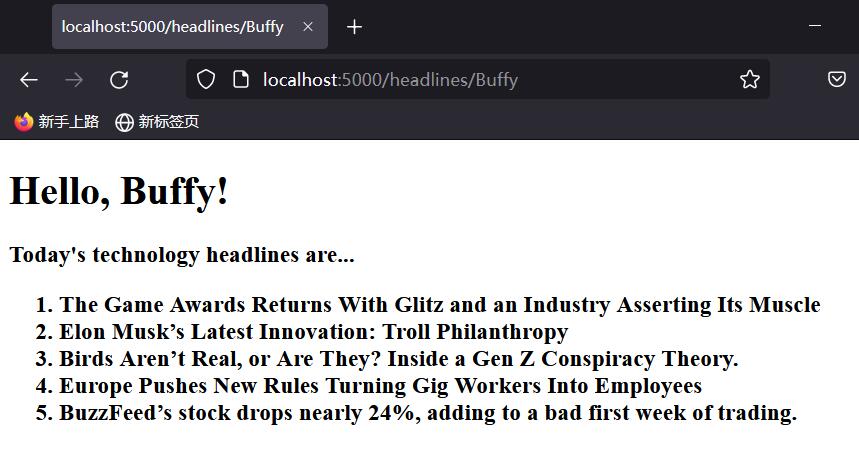 localhost:5000/headlines/Buffy
localhost:5000/headlines/Buffy
新手上路 新标签页
Hello, Buffy!
Today's technology headlines are...
1. The Game Awards Returns With Glitz and an Industry Asserting Its Muscle
2. Elon Musk’s Latest Innovation: Troll Philanthropy
3. Birds Aren’t Real, or Are They? Inside a Gen Z Conspiracy Theory.
4. Europe Pushes New Rules Turning Gig Workers Into Employees
5. BuzzFeed’s stock drops nearly 24%, adding to a bad first week of trading.